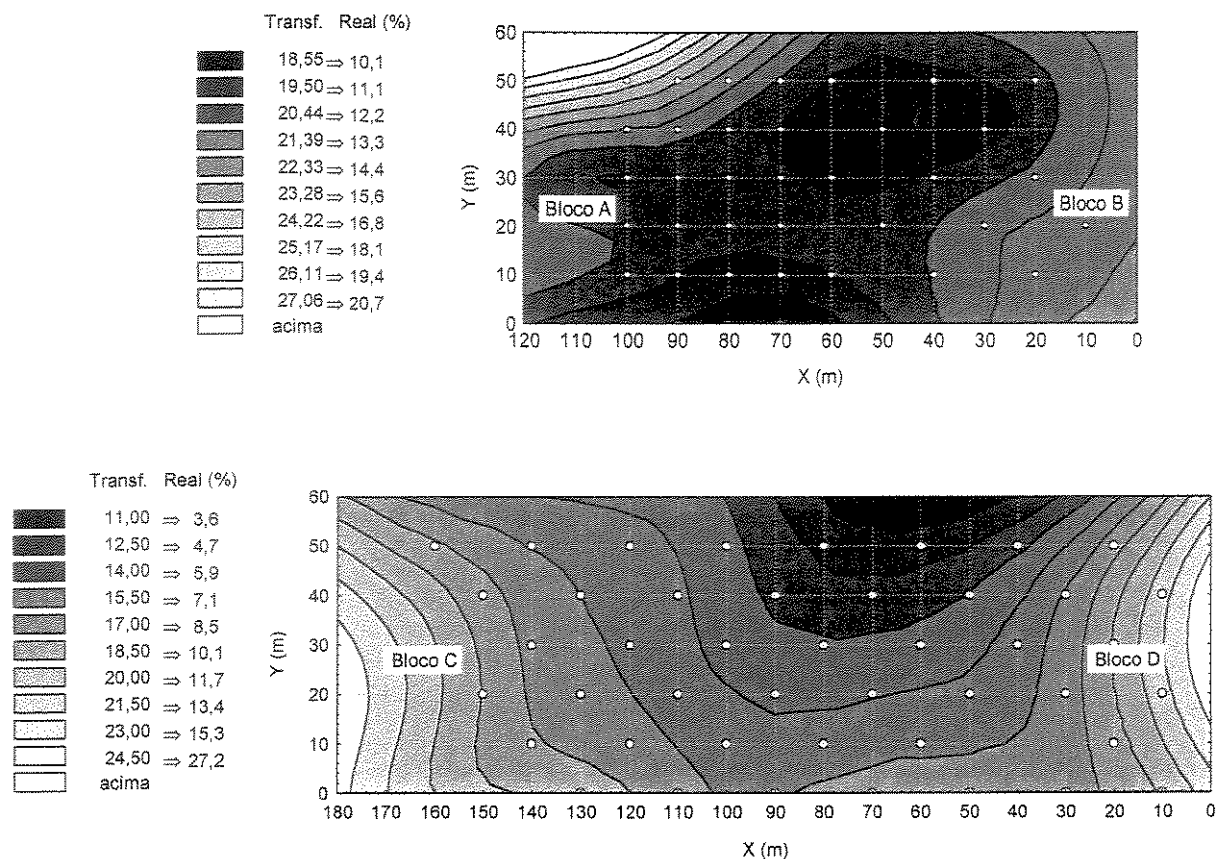 Transf. Real (%)
18,55 ⇒ 10,1
19,50 ⇒ 11,1
20,44 ⇒ 12,2
21,39 ⇒ 13,3
22,33 ⇒ 14,4
23,28 ⇒ 15,6
24,22 ⇒ 16,8
25,17 ⇒ 18,1
26,11 ⇒ 19,4
27,06 ⇒ 20,7
acima
Y (m)
60
50
40
30
20
10
0
Bloco A
Bloco B
120 110 100 90 80 70 60 50 40 30 20 10 0
X (m)
Transf. Real (%)
11,00 ⇒ 3,6
12,50 ⇒ 4,7
14,00 ⇒ 5,9
15,50 ⇒ 7,1
17,00 ⇒ 8,5
18,50 ⇒ 10,1
20,00 ⇒ 11,7
21,50 ⇒ 13,4
23,00 ⇒ 15,3
24,50 ⇒ 27,2
acima
Y (m)
60
50
40
30
20
10
0
Bloco C
Bloco D
180 170 160 150 140 130 120 110 100 90 80 70 60 50 40 30 20 10 0
X (m)